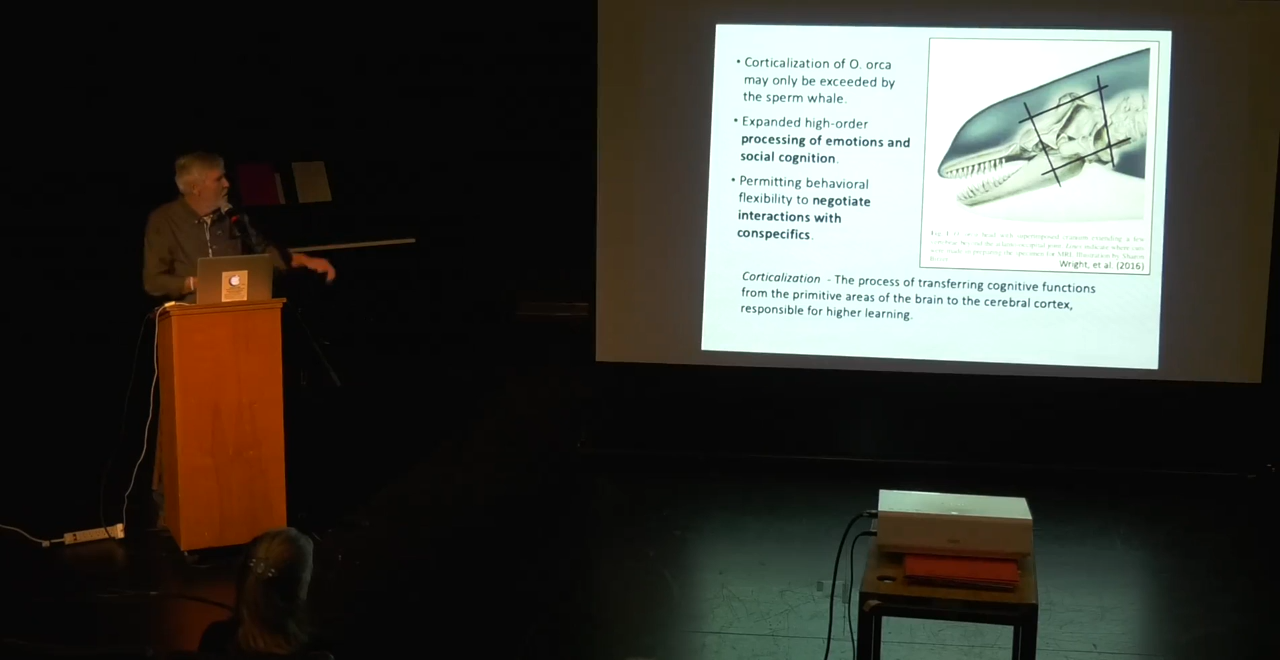 • Corticalization of O. orca
may only be exceeded by
the sperm whale.
• Expanded high-order
processing of emotions and
social cognition.
• Permitting behavioral
flexibility to negotiate
interactions with
conspecifics.
Wright, et al. (2016)
Corticalization - The process of transferring cognitive functions
from the primitive areas of the brain to the cerebral cortex,
responsible for higher learning.